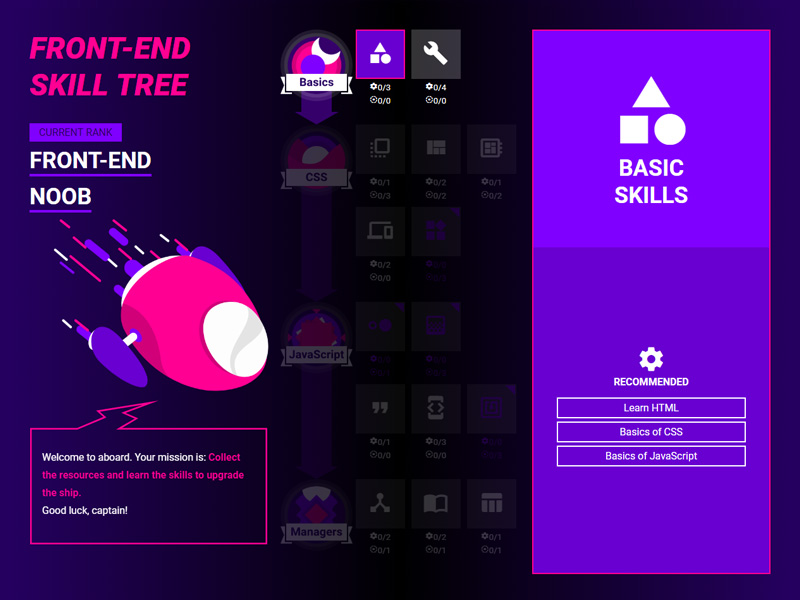 FRONT-END
SKILL TREE
CURRENT RANK
FRONT-END
NOOB
Welcome to aboard. Your mission is: Collect
the resources and learn the skills to upgrade
the ship.
Good luck, captain!
Basics
0/3
0/4
0/0
0/0
CSS
0/1
0/2
0/1
0/3
0/2
0/2
0/2
0/0
JavaScript
0/1
0/3
0/0
0/0
Managers
0/2
0/2
0/1
0/1
0/1
0/1
BASIC
SKILLS
RECOMMENDED
Learn HTML
Basics of CSS
Basics of JavaScript